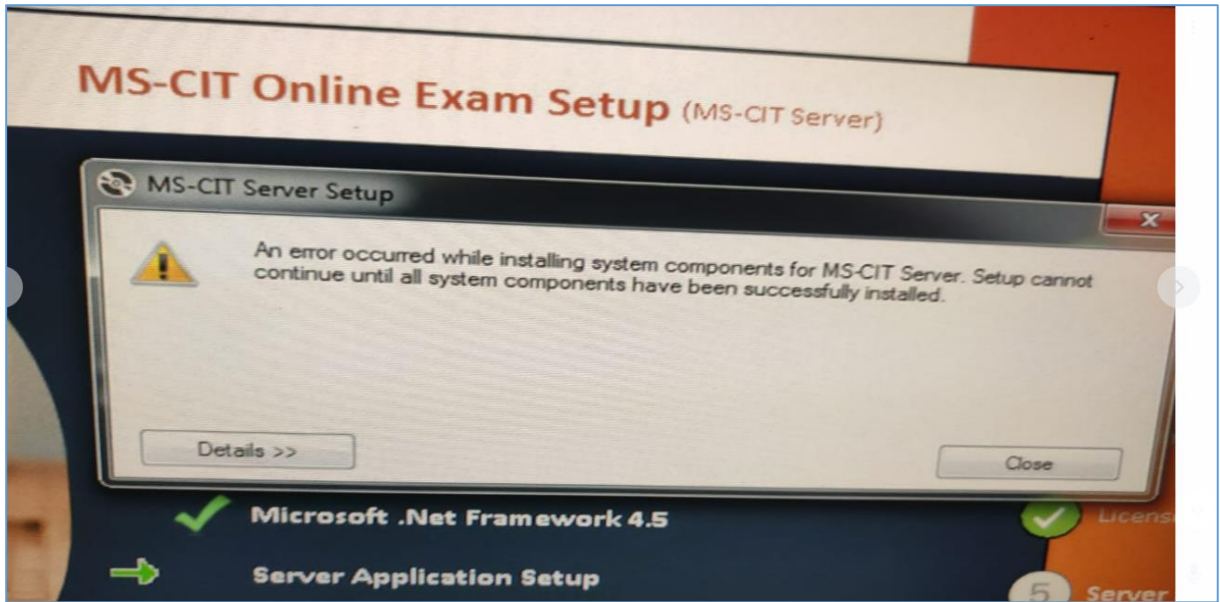 MS-CIT Online Exam Setup (MS-CIT Server)
MS-CIT Server Setup
An error occurred while installing system components for MS-CIT Server. Setup cannot
continue until all system components have been successfully installed.
Details >>
Close
Microsoft .Net Framework 4.5
Server Application Setup
5
Server